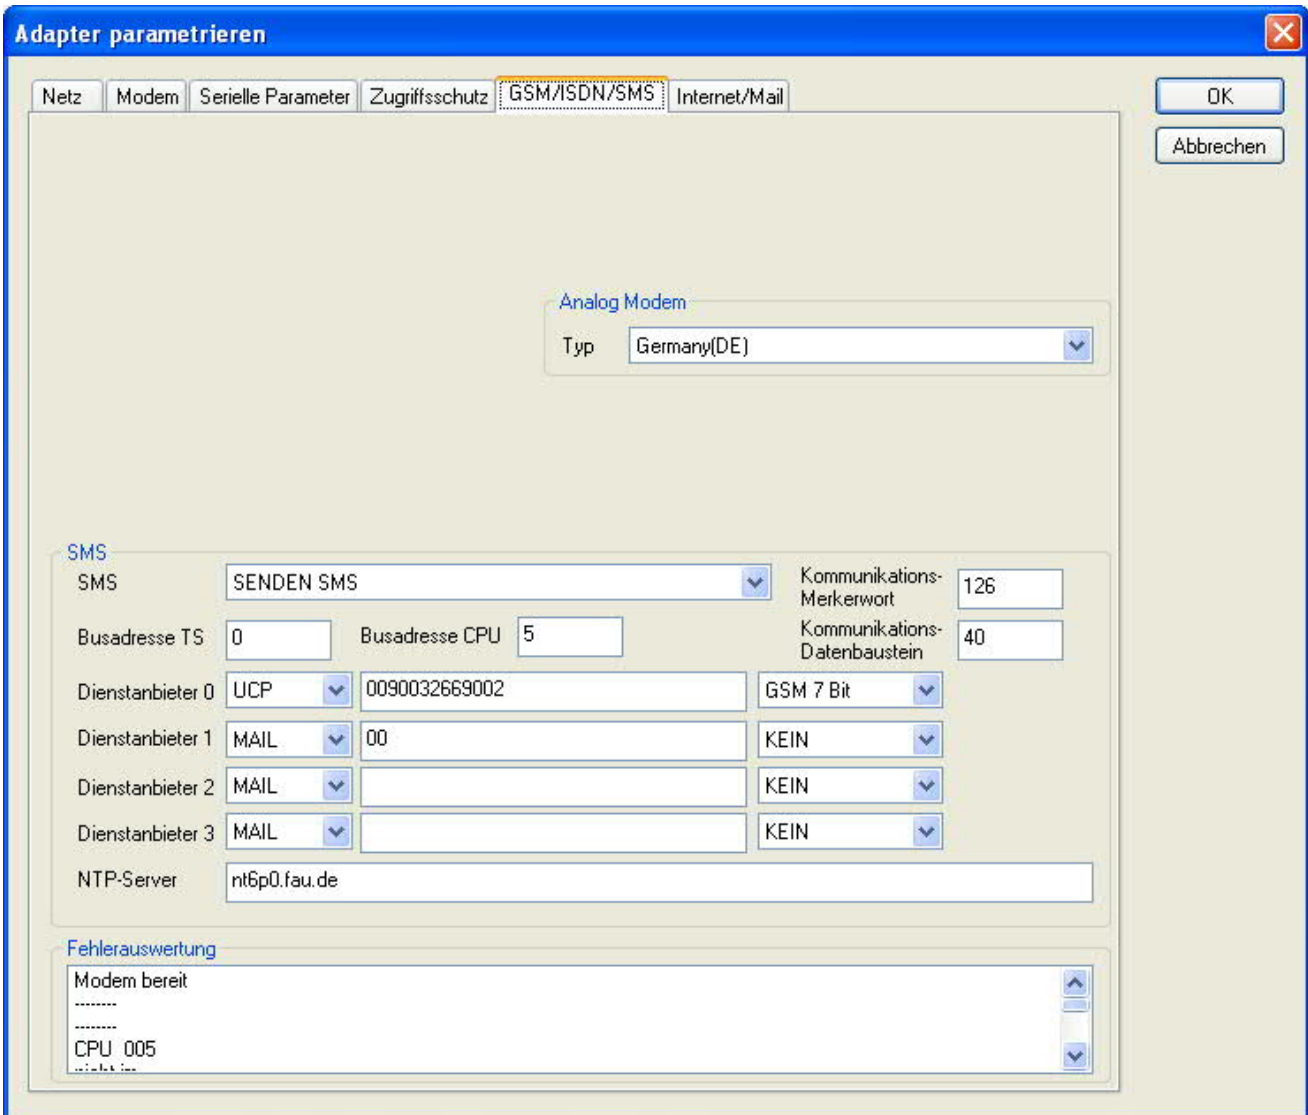 Adapter parametrieren
Netz Modem Serielle Parameter Zugriffsschutz GSM/ISDN/SMS Internet/Mail
OK
Abbrechen
Analog Modem
Typ Germany(DE)
SMS
SMS SENDEN SMS Kommunikations-
Merkerwort 126
Busadresse TS 0 Busadresse CPU 5 Kommunikations-
Datenbaustein 40
Dienstanbieter 0 UCP 0090032669002 GSM 7 Bit
Dienstanbieter 1 MAIL 00 KEIN
Dienstanbieter 2 MAIL KEIN
Dienstanbieter 3 MAIL KEIN
NTP-Server nt6p0.fau.de
Fehlerauswertung
Modem bereit
--------
--------
CPU 005